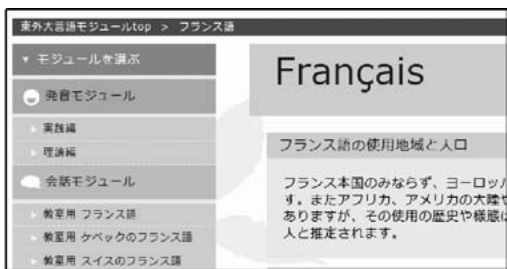 東外大言語モジュールtop > フランス語
▼ モジュールを選ぶ
発音モジュール
実践編
理論編
会話モジュール
教室用 フランス語
教室用 ケベックのフランス語
教室用 スイスのフランス語
Français
フランス語の使用地域と人口
フランス本国のみならず、ヨーロッパ
す。またアフリカ、アメリカの大陸や
ありますが、その使用の歴史や様態は
人と推定されます。